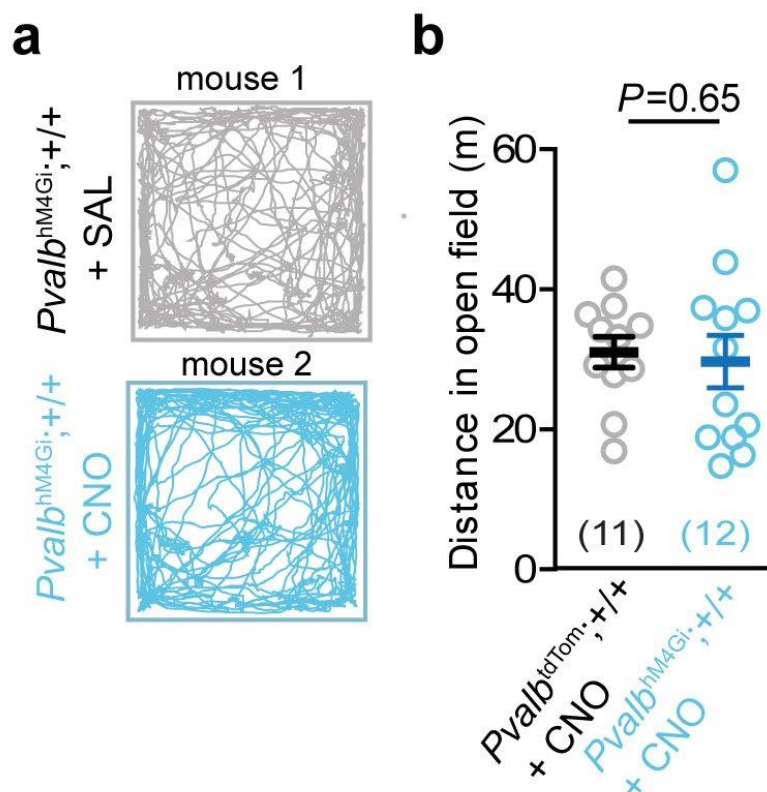 a
mouse 1
Pvalb^hM4Gi;+/+
+ SAL
mouse 2
Pvalb^hM4Gi;+/+
+ CNO
b
P=0.65
Distance in open field (m)
60
40
20
0
(11)
(12)
Pvalb^tdTom;+/+
+ CNO
Pvalb^hM4Gi;+/+
+ CNO